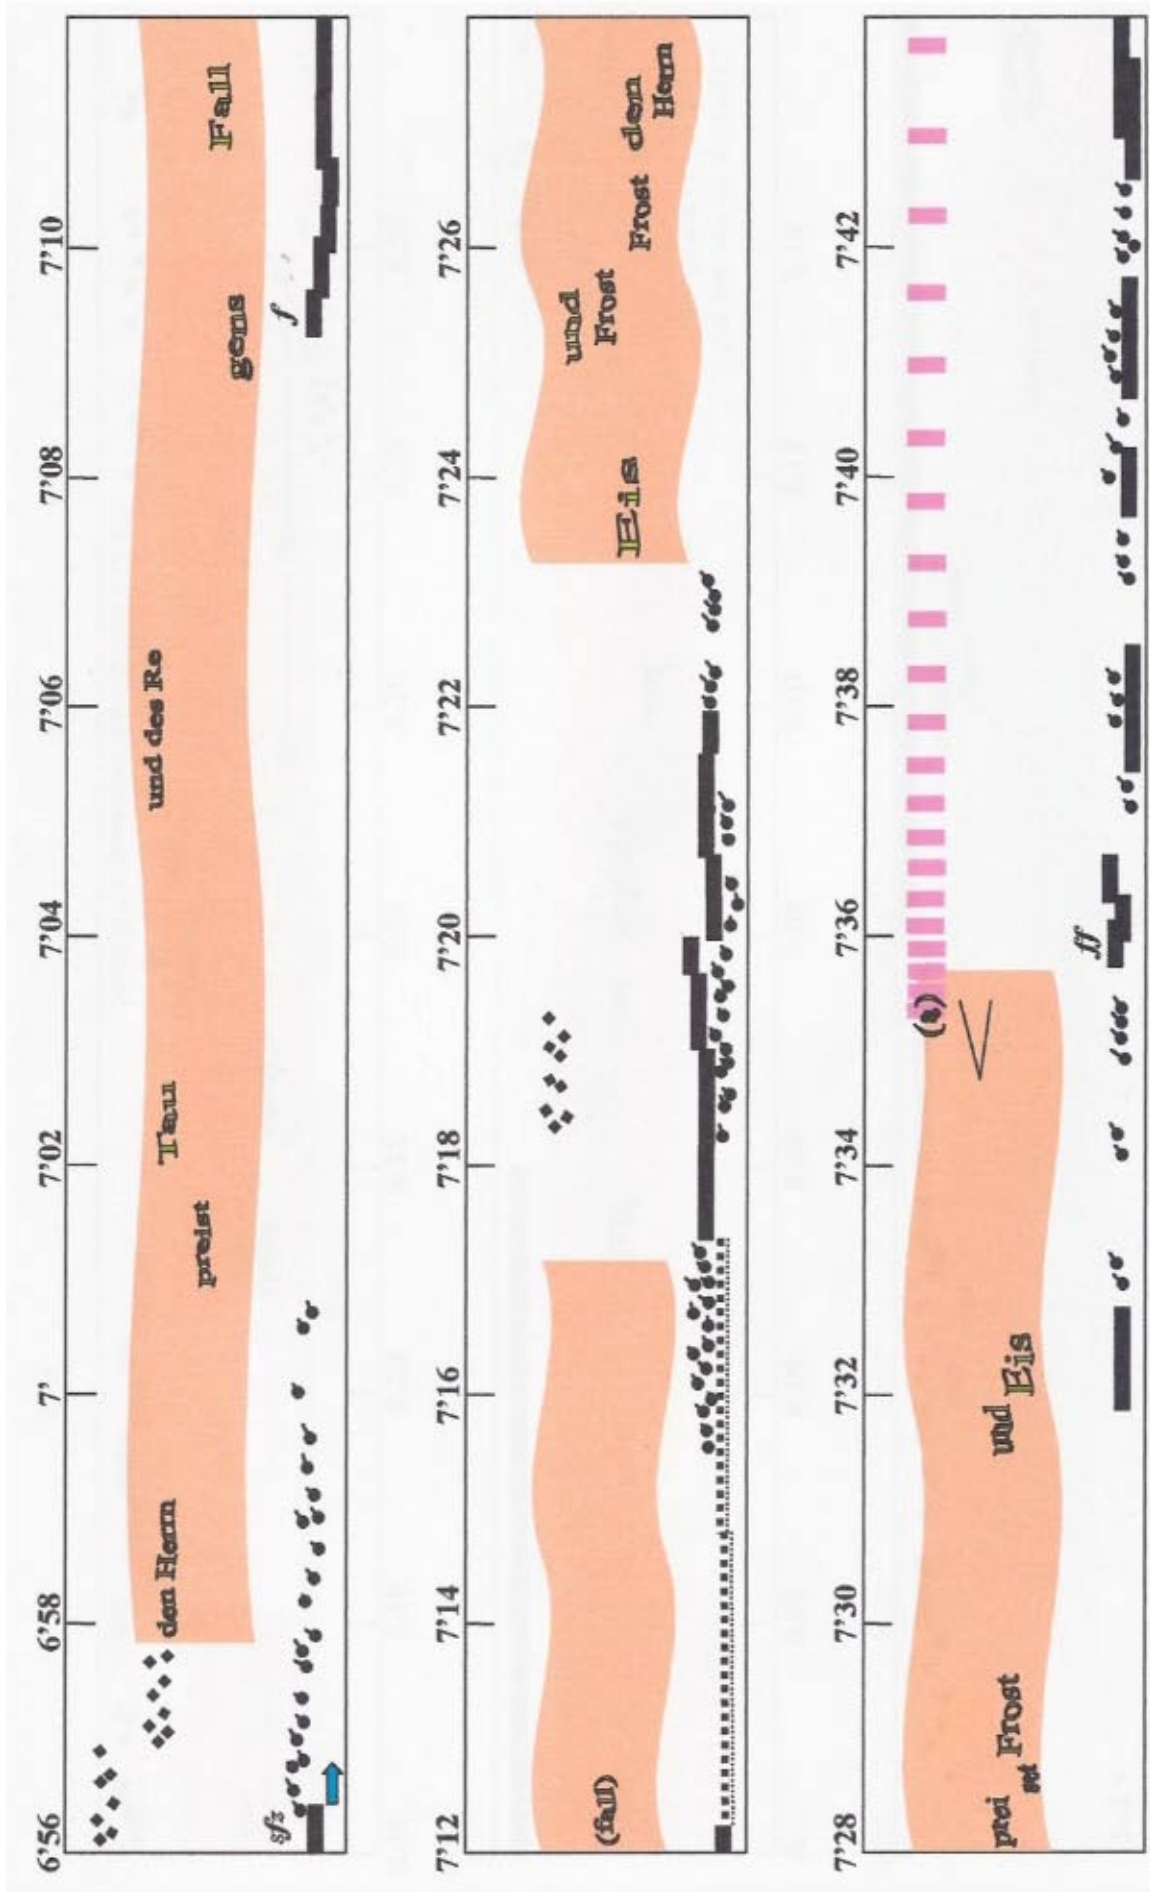 6'56 6'58 7' 7'02 7'04 7'06 7'08 7'10
den Herrn Tau und des Re
preist gens Fall
sfz f
7'12 7'14 7'16 7'18 7'20 7'22 7'24 7'26
und
(fall) Eis Frost Frost den
Herrn
7'28 7'30 7'32 7'34 7'36 7'38 7'40 7'42
(s)
prei Frost und Eis
set
ff